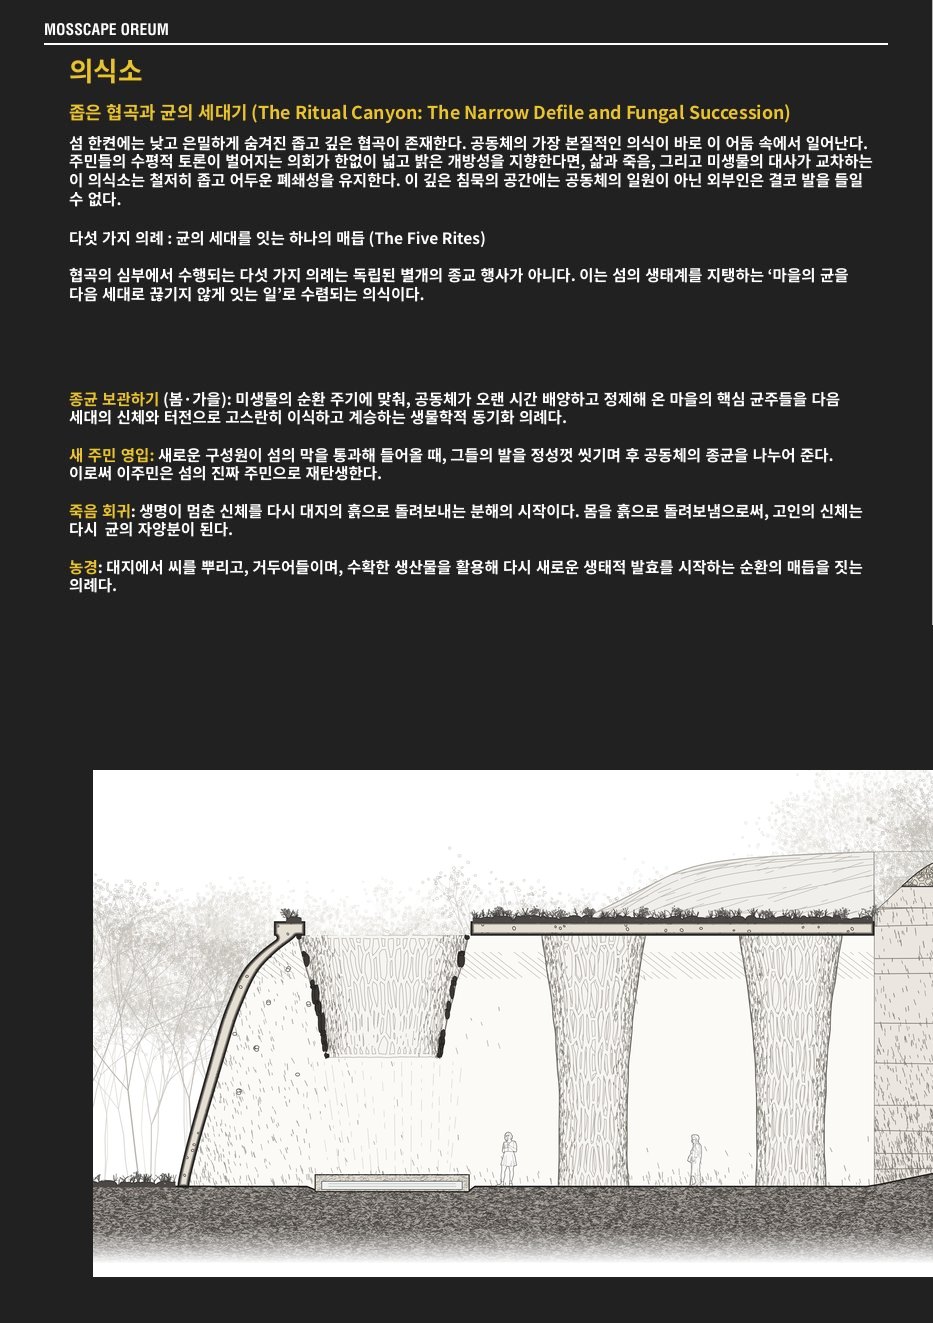 MOSSCAPE OREUM
의식소
좁은 협곡과 균의 세대기 (The Ritual Canyon: The Narrow Defile and Fungal Succession)
섬 한켠에는 낮고 은밀하게 숨겨진 좁고 깊은 협곡이 존재한다. 공동체의 가장 본질적인 의식이 바로 이 어둠 속에서 일어난다.
주민들의 수평적 토론이 벌어지는 의회가 한없이 넓고 밝은 개방성을 지향한다면, 삶과 죽음, 그리고 미생물의 대사가 교차하는
이 의식소는 철저히 좁고 어두운 폐쇄성을 유지한다. 이 깊은 침묵의 공간에는 공동체의 일원이 아닌 외부인은 결코 발을 들일
수 없다.
다섯 가지 의례 : 균의 세대를 잇는 하나의 매듭 (The Five Rites)
협곡의 심부에서 수행되는 다섯 가지 의례는 독립된 별개의 종교 행사가 아니다. 이는 섬의 생태계를 지탱하는 ‘마을의 균을
다음 세대로 끊기지 않게 잇는 일’로 수렴되는 의식이다.
종균 보관하기 (봄·가을): 미생물의 순환 주기에 맞춰, 공동체가 오랜 시간 배양하고 정제해 온 마을의 핵심 균주들을 다음
세대의 신체와 터전으로 고스란히 이식하고 계승하는 생물학적 동기화 의례다.
새 주민 영입: 새로운 구성원이 섬의 막을 통과해 들어올 때, 그들의 발을 정성껏 씻기며 후 공동체의 종균을 나누어 준다.
이로써 이주민은 섬의 진짜 주민으로 재탄생한다.
죽음 회귀: 생명이 멈춘 신체를 다시 대지의 흙으로 돌려보내는 분해의 시작이다. 몸을 흙으로 돌려보냄으로써, 고인의 신체는
다시 균의 자양분이 된다.
농경: 대지에서 씨를 뿌리고, 거두어들이며, 수확한 생산물을 활용해 다시 새로운 생태적 발효를 시작하는 순환의 매듭을 짓는
의례다.